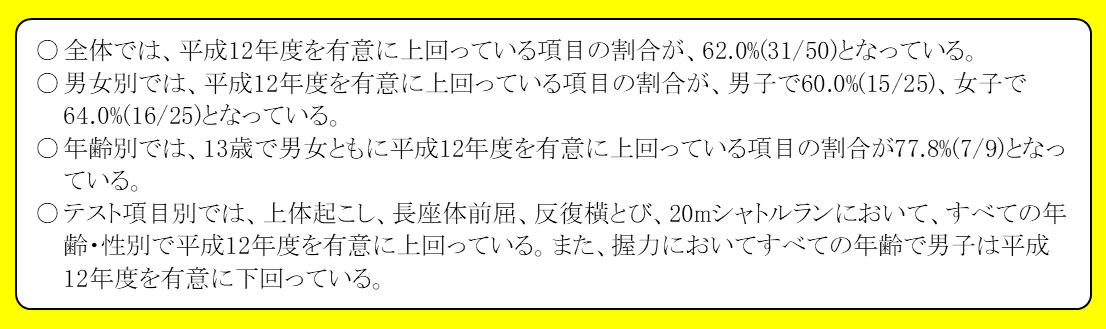 ○ 全体では、平成12年度を有意に上回っている項目の割合が、62.0%(31/50)となっている。
○ 男女別では、平成12年度を有意に上回っている項目の割合が、男子で60.0%(15/25)、女子で
64.0%(16/25)となっている。
○ 年齢別では、13歳で男女ともに平成12年度を有意に上回っている項目の割合が77.8%(7/9)となっ
ている。
○ テスト項目別では、上体起こし、長座体前屈、反復横とび、20mシャトルランにおいて、すべての年
齢・性別で平成12年度を有意に上回っている。また、握力においてすべての年齢で男子は平成
12年度を有意に下回っている。